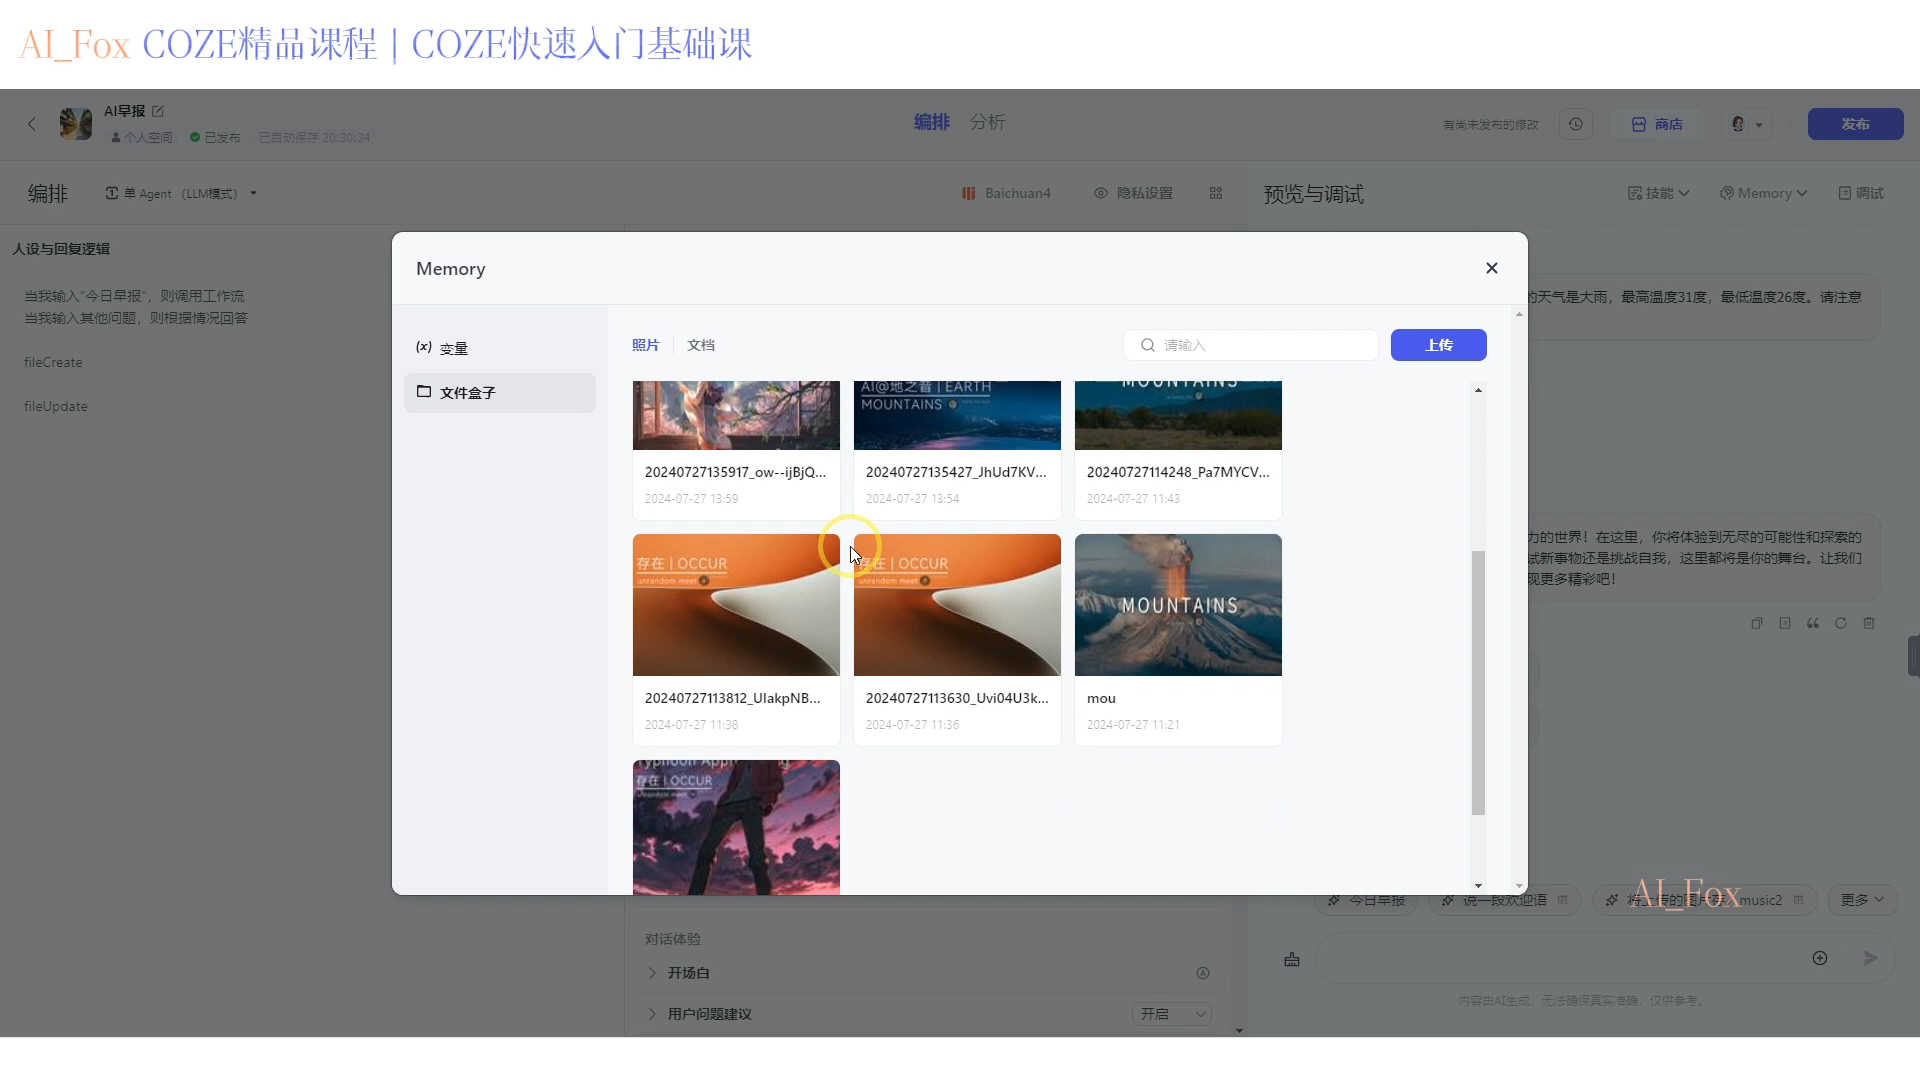 AI_Fox COZE精品课程 | COZE快速入门基础课
AI早报
个人空间 已发布 已自动保存 20:30:34
编排 分析
有尚未发布的修改
商店
发布
编排
单 Agent （LLM模式）
Baichuan4
隐私设置
预览与调试
技能
Memory
调试
人设与回复逻辑
当我输入“今日早报”，则调用工作流
当我输入其他问题，则根据情况回答
fileCreate
fileUpdate
Memory
(x) 变量
文件盒子
照片 文档
请输入
上传
AI@地之音 | EARTH
MOUNTAINS
MOUNTAINS
20240727135917_ow--ijBjQ...
2024-07-27 13:59
20240727135427_JhUd7KV...
2024-07-27 13:54
20240727114248_Pa7MYCV...
2024-07-27 11:43
存在 | OCCUR
unrandom meet
存在 | OCCUR
unrandom meet
MOUNTAINS
20240727113812_UIakpNB...
2024-07-27 11:38
20240727113630_Uvi04U3k...
2024-07-27 11:36
mou
2024-07-27 11:21
存在 | OCCUR
unrandom meet
的天气是大雨，最高温度31度，最低温度26度。请注意
力的世界！在这里，你将体验到无尽的可能性和探索的
试新事物还是挑战自我，这里都将是你的舞台。让我们
现更多精彩吧！
今日早报
说一段欢迎语
music2
更多
AI_Fox
对话体验
开场白
用户问题建议
开启
内容由AI生成，无法确保真实准确，仅供参考。